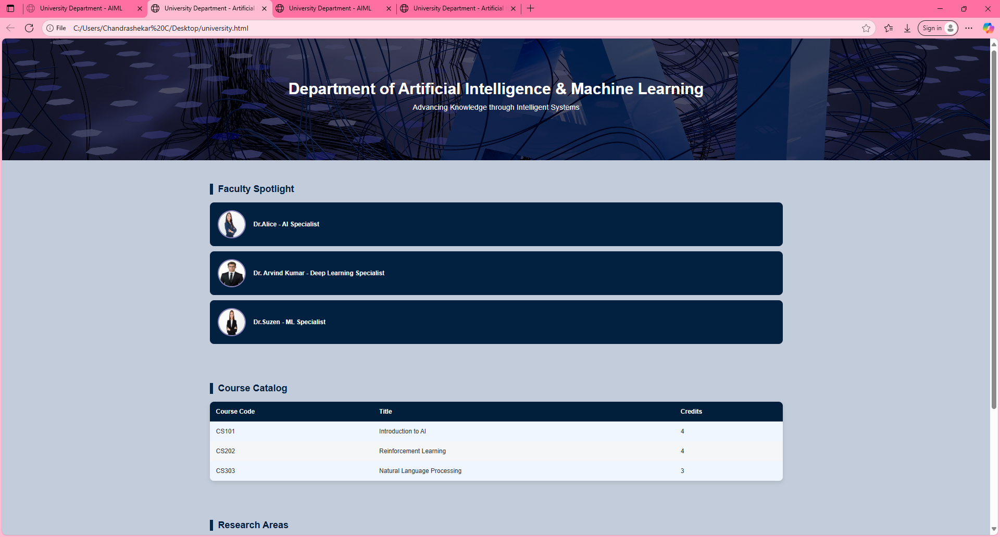 University Department - AIML
University Department - Artificial
University Department - AIML
University Department - Artificial
File
C:/Users/Chandrashekar%20C/Desktop/university.html
Sign in
Department of Artificial Intelligence & Machine Learning
Advancing Knowledge through Intelligent Systems
Faculty Spotlight
Dr.Alice - AI Specialist
Dr. Arvind Kumar - Deep Learning Specialist
Dr.Suzen - ML Specialist
Course Catalog
Course Code Title Credits
CS101 Introduction to AI 4
CS202 Reinforcement Learning 4
CS303 Natural Language Processing 3
Research Areas